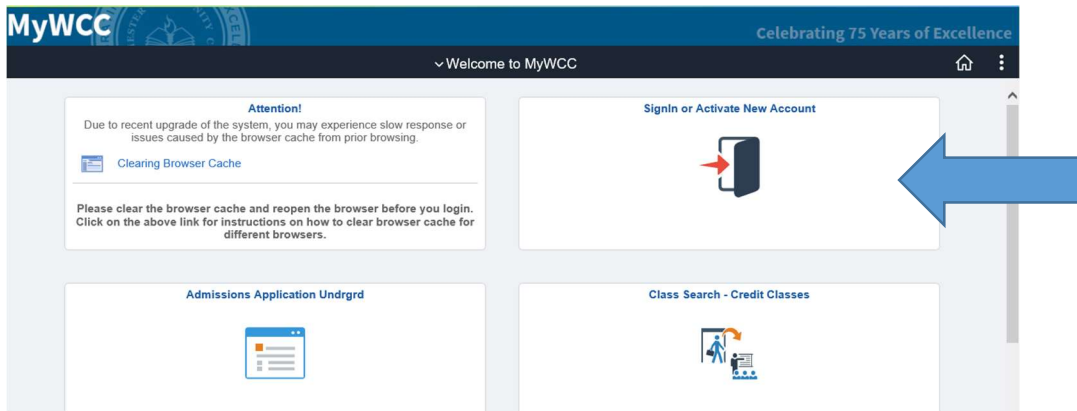 MyWCC
Celebrating 75 Years of Excellence
Welcome to MyWCC
Attention!
Due to recent upgrade of the system, you may experience slow response or
issues caused by the browser cache from prior browsing.
Clearing Browser Cache
Please clear the browser cache and reopen the browser before you login.
Click on the above link for instructions on how to clear browser cache for
different browsers.
SignIn or Activate New Account
Admissions Application Undrgrd
Class Search - Credit Classes